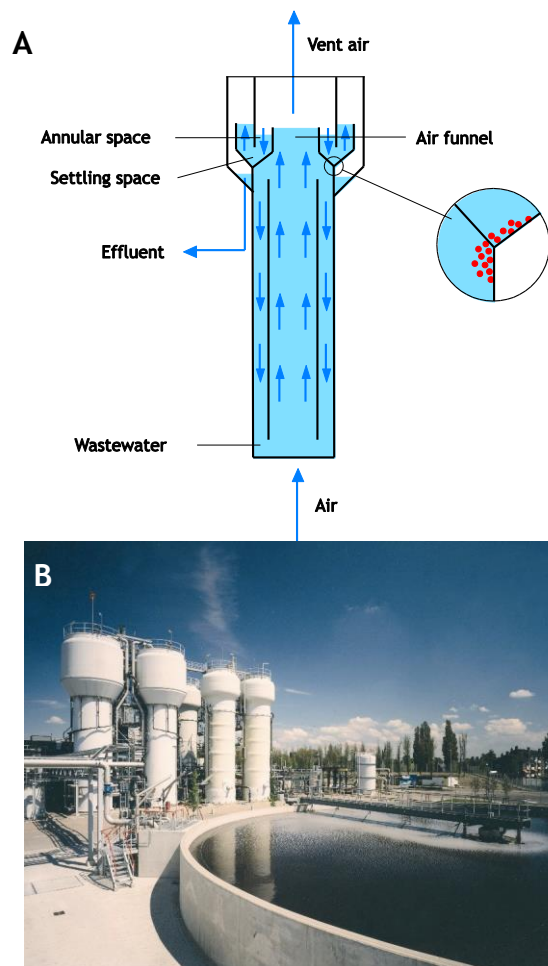 A
Vent air
Annular space
Air funnel
Settling space
Effluent
Wastewater
Air
B